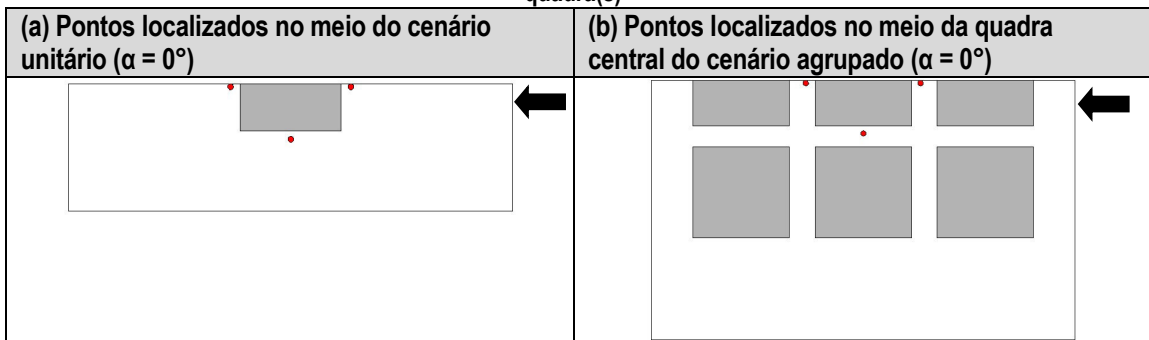 quadra(s)
(a) Pontos localizados no meio do cenário
unitário (α = 0°)
(b) Pontos localizados no meio da quadra
central do cenário agrupado (α = 0°)